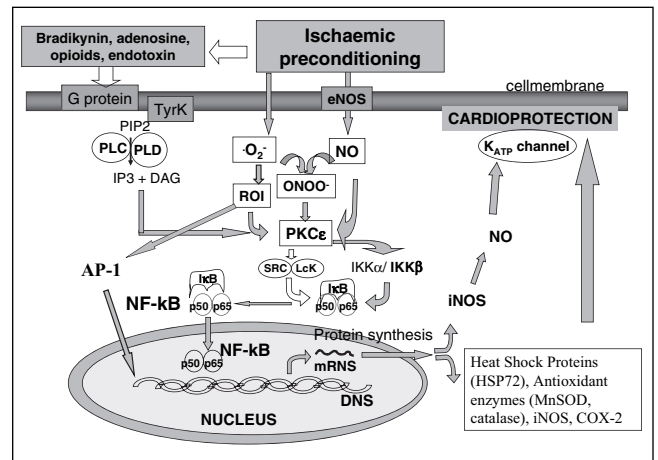 Bradykinin, adenosine,
opioids, endotoxin
Ischaemic
preconditioning
cellmembrane
G protein
TyrK
eNOS
CARDIOPROTECTION
PIP2
PLC PLD
IP3 + DAG
·O₂⁻
NO
K_ATP channel
ONOO⁻
ROI
PKCε
NO
AP-1
SRC LcK
IKKα/ IKKβ
IκB
p50 p65
NF-kB
IκB
p50 p65
iNOS
Protein synthesis
p50 p65
NF-kB
mRNS
DNS
NUCLEUS
Heat Shock Proteins
(HSP72), Antioxidant
enzymes (MnSOD,
catalase), iNOS, COX-2